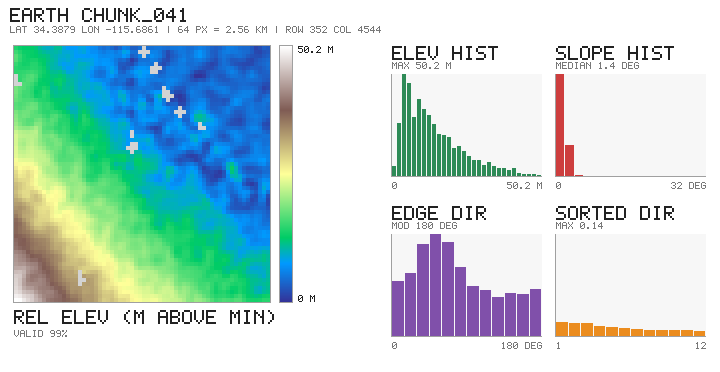 EARTH CHUNK_041
LAT 34.3879 LON -115.6861 | 64 PX = 2.56 KM | ROW 352 COL 4544
50.2 M
0 M
REL ELEV (M ABOVE MIN)
VALID 99%
ELEV HIST
MAX 50.2 M
0 50.2 M
SLOPE HIST
MEDIAN 1.4 DEG
0 32 DEG
EDGE DIR
MOD 180 DEG
0 180 DEG
SORTED DIR
MAX 0.14
1 12